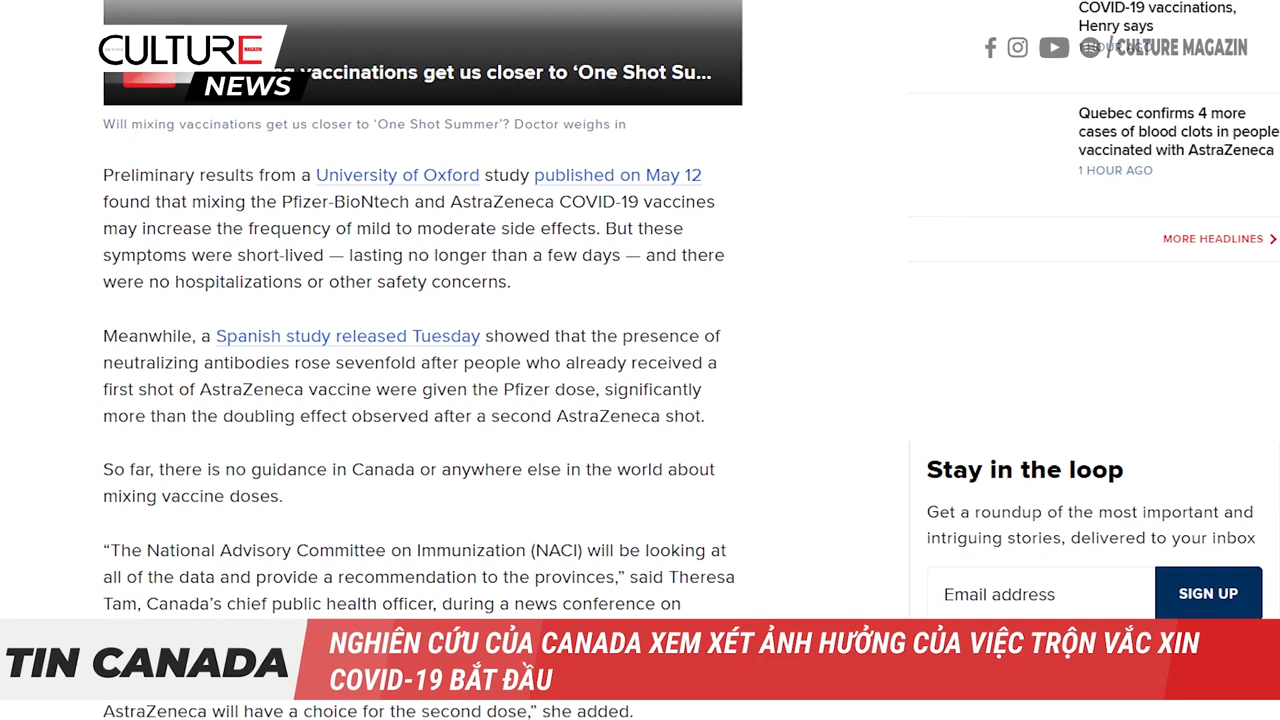 CULTURE
MAGAZIN
NEWS
vaccinations get us closer to ‘One Shot Su...
Will mixing vaccinations get us closer to ‘One Shot Summer’? Doctor weighs in
Preliminary results from a University of Oxford study published on May 12
found that mixing the Pfizer-BioNtech and AstraZeneca COVID-19 vaccines
may increase the frequency of mild to moderate side effects. But these
symptoms were short-lived — lasting no longer than a few days — and there
were no hospitalizations or other safety concerns.
Meanwhile, a Spanish study released Tuesday showed that the presence of
neutralizing antibodies rose sevenfold after people who already received a
first shot of AstraZeneca vaccine were given the Pfizer dose, significantly
more than the doubling effect observed after a second AstraZeneca shot.
So far, there is no guidance in Canada or anywhere else in the world about
mixing vaccine doses.
“The National Advisory Committee on Immunization (NACI) will be looking at
all of the data and provide a recommendation to the provinces,” said Theresa
Tam, Canada’s chief public health officer, during a news conference on
AstraZeneca will have a choice for the second dose,” she added.
COVID-19 vaccinations,
Henry says
1 HOUR AGO
/ CULTURE MAGAZIN
Quebec confirms 4 more
cases of blood clots in people
vaccinated with AstraZeneca
1 HOUR AGO
MORE HEADLINES
Stay in the loop
Get a roundup of the most important and
intriguing stories, delivered to your inbox
Email address
SIGN UP
TIN CANADA
NGHIÊN CỨU CỦA CANADA XEM XÉT ẢNH HƯỞNG CỦA VIỆC TRỘN VẮC XIN
COVID-19 BẮT ĐẦU